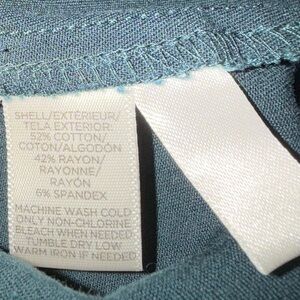 SHELL/EXTÉRIEUR/
TELA EXTERIOR:
52% COTTON/
COTON/ALGODÓN
42% RAYON/
RAYONNE/
RAYÓN
6% SPANDEX
MACHINE WASH COLD
ONLY NON-CHLORINE
BLEACH WHEN NEEDED
TUMBLE DRY LOW
WARM IRON IF NEEDED